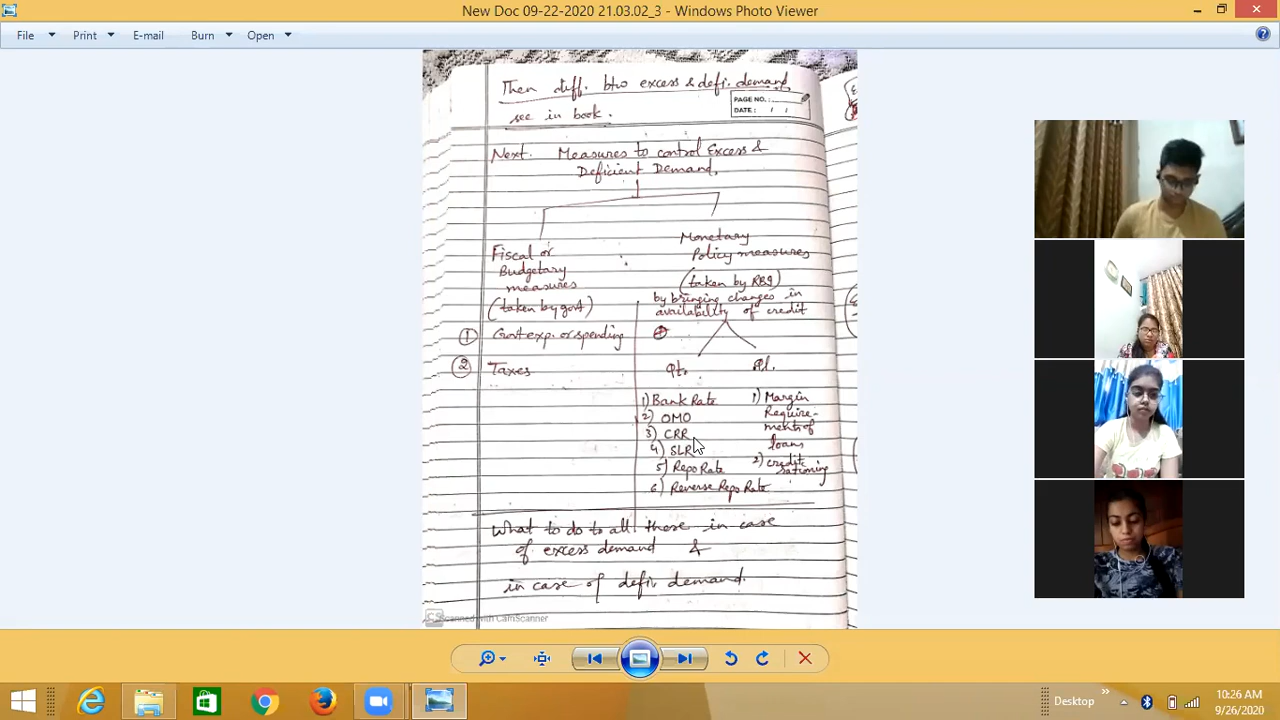 New Doc 09-22-2020 21.03.02_3 - Windows Photo Viewer
File Print E-mail Burn Open
Then diff. btw excess & defi. demand
see in book.
PAGE NO.
DATE: / /
Next. Measures to control Excess &
Deficient Demand.
Fiscal or
Budgetary
measures
(taken by govt)
① Govt exp. or spending
② Taxes
Monetary
Policy measures
(taken by RBI)
by bringing changes in
availability of credit
Qt. Ql.
1) Bank Rate
2) OMO
3) CRR
4) SLR
5) Repo Rate
6) Reverse Repo Rate
1) Margin
Require-
ments of
loans
2) credit
rationing
What to do to all these in case
of excess demand &
in case of defi. demand.
CS Scanned with CamScanner
Desktop
10:26 AM
9/26/2020